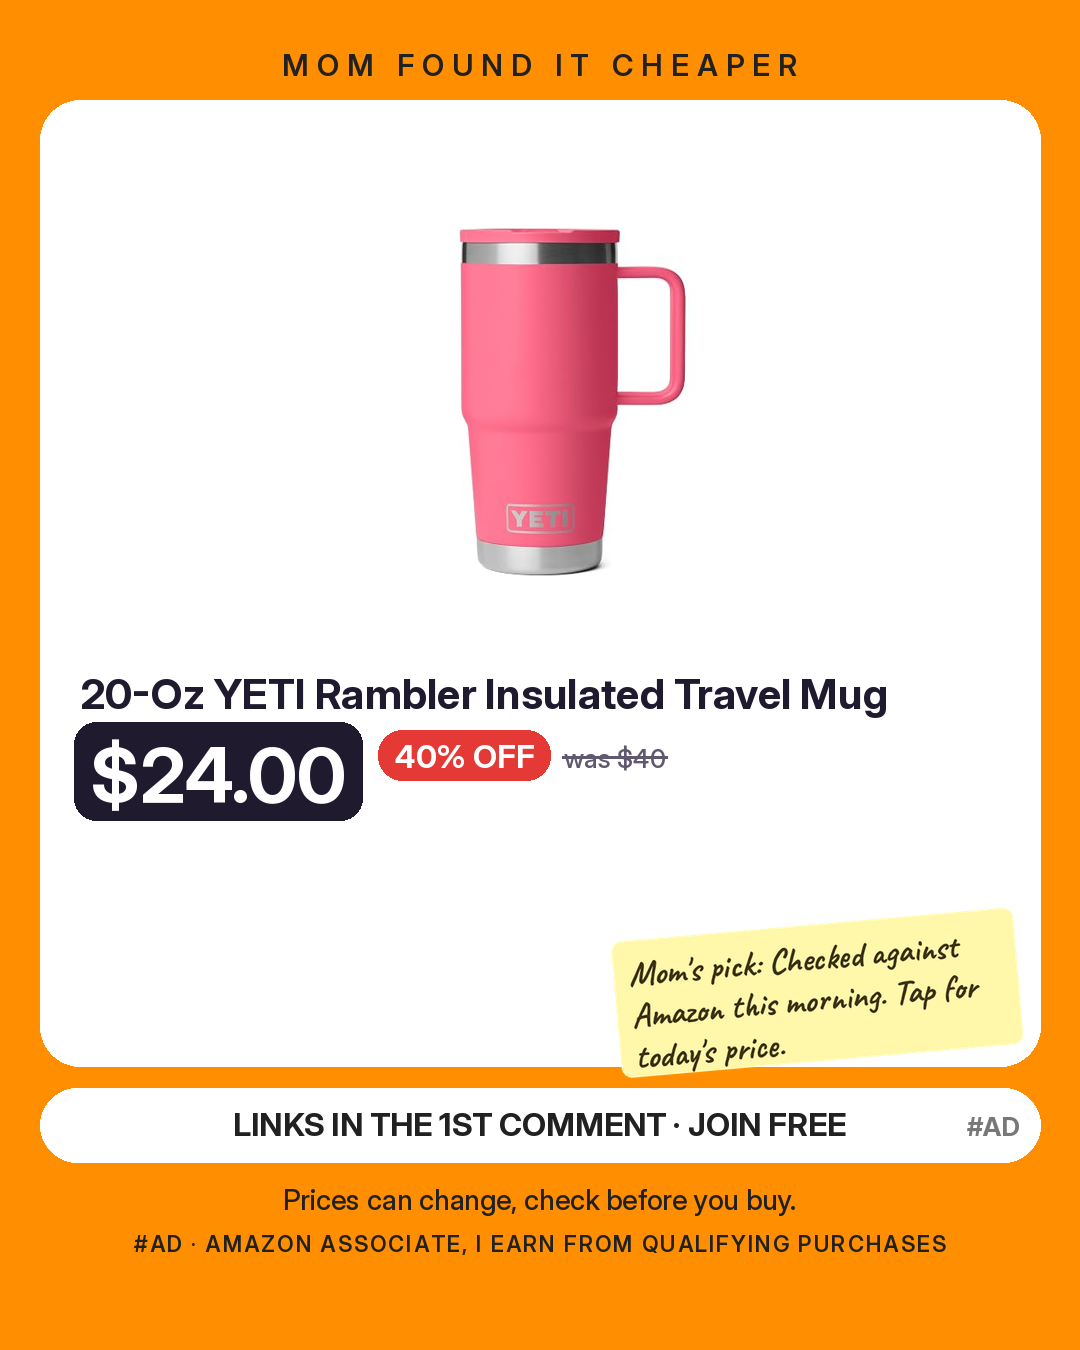 MOM FOUND IT CHEAPER
YETI
20-Oz YETI Rambler Insulated Travel Mug
$24.00
40% OFF
was $40
Mom's pick: Checked against
Amazon this morning. Tap for
today's price.
LINKS IN THE 1ST COMMENT · JOIN FREE
#AD
Prices can change, check before you buy.
#AD · AMAZON ASSOCIATE, I EARN FROM QUALIFYING PURCHASES